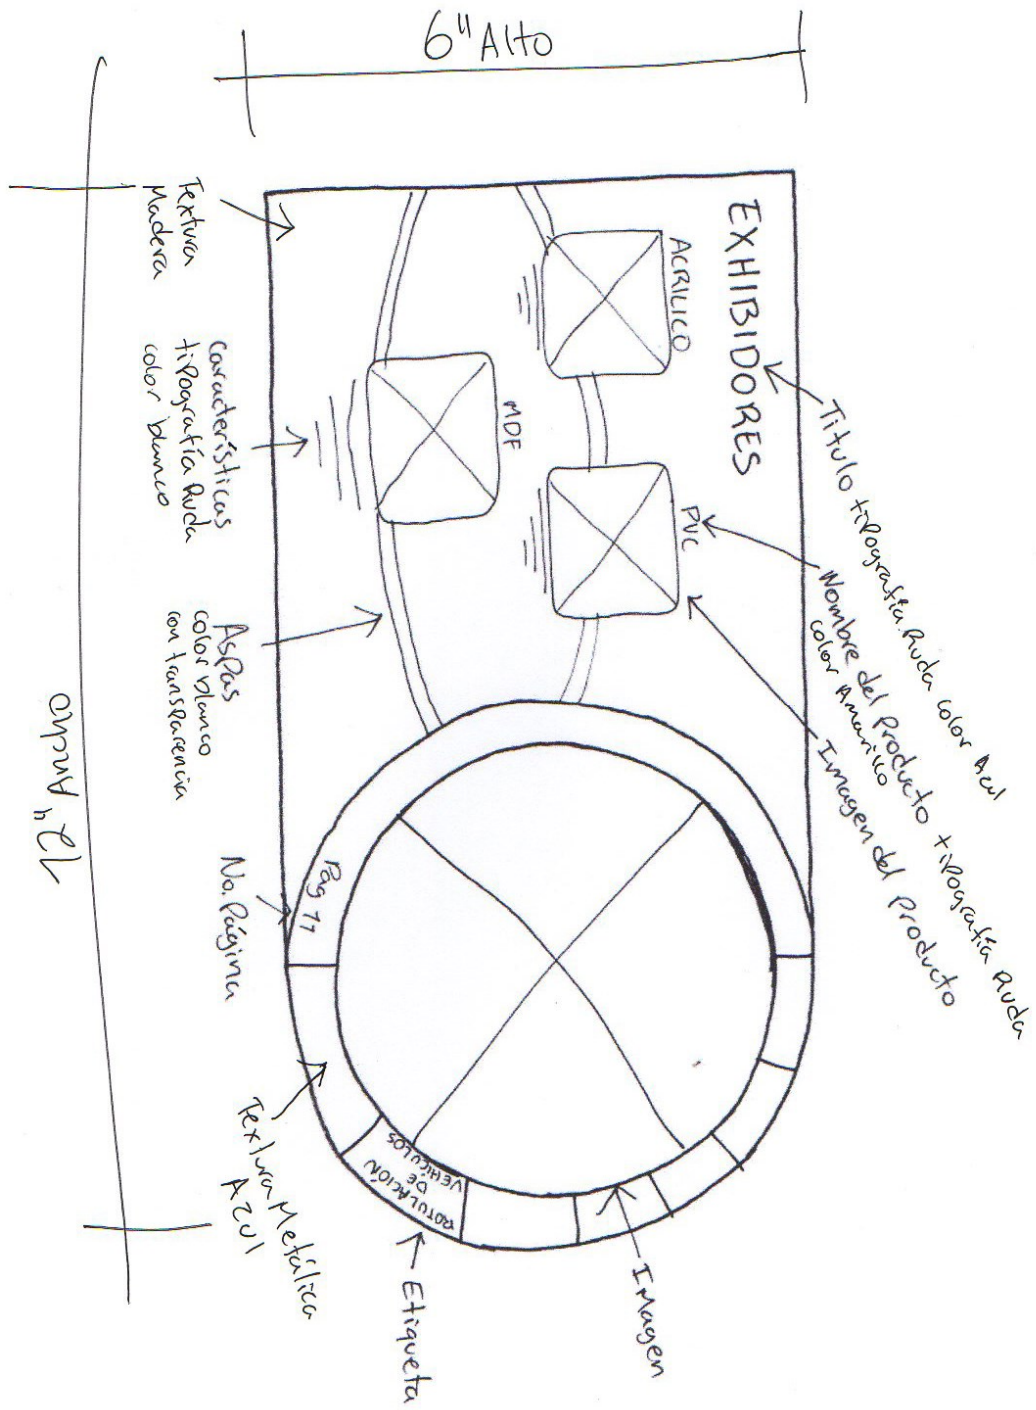 6" Alto
12" Ancho
EXHIBIDORES
ACRILICO
PVC
MDF
Titulo tipografía Ruda color Azul
Nombre del Producto tipografía Ruda
color Amarillo
Imagen del Producto
Textura
Madera
Características
tipografía Ruda
color blanco
Aspas
color blanco
con transparencia
No. Página
Pág 11
Textura Metálica
Azul
ROTULACIÓN
DE
VEHÍCULOS
Etiqueta
Imagen